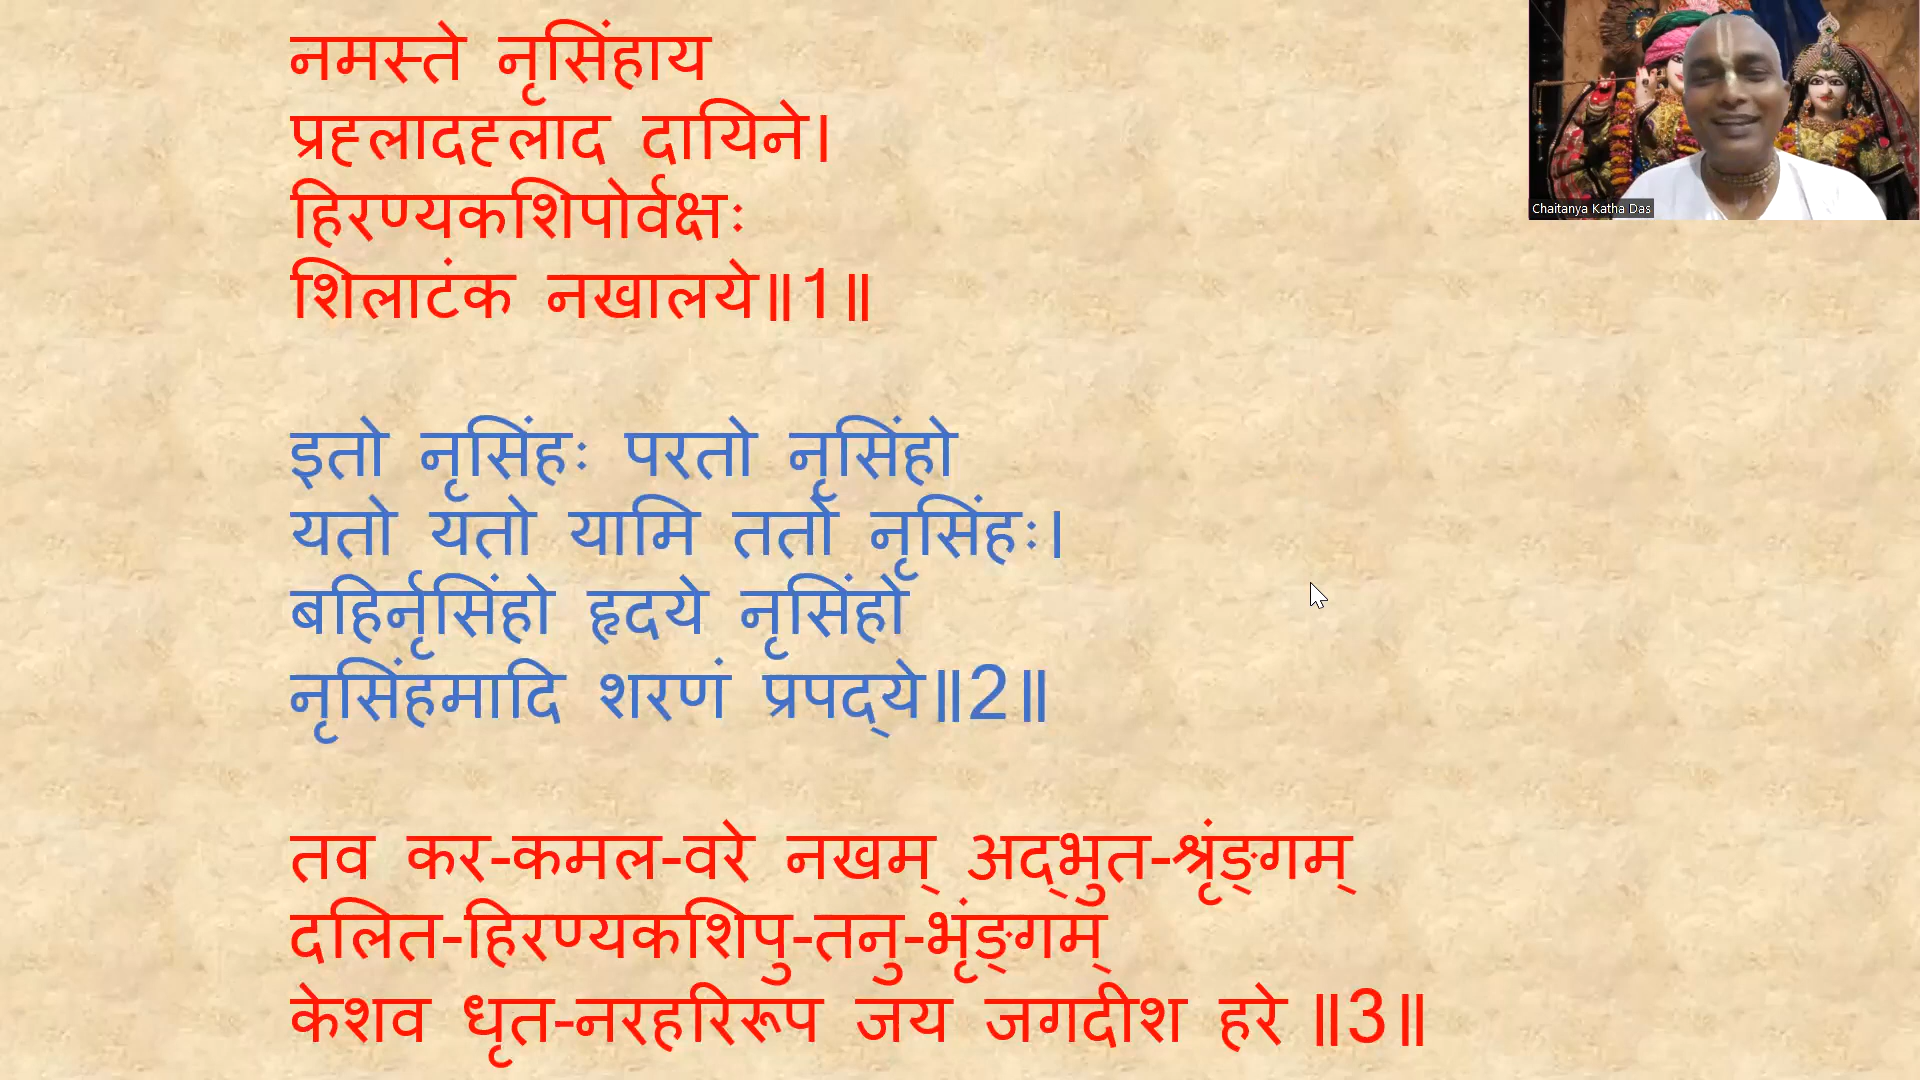 नमस्ते नृसिंहाय
प्रह्लादह्लाद दायिने।
हिरण्यकशिपोर्वक्षः
शिलाटंक नखालये॥1॥
इतो नृसिंहः परतो नृसिंहो
यतो यतो यामि ततो नृसिंहः।
बहिर्नृसिंहो हृदये नृसिंहो
नृसिंहमादि शरणं प्रपद्ये॥2॥
तव कर-कमल-वरे नखम् अद्भुत-श्रृंङ्गम्
दलित-हिरण्यकशिपु-तनु-भृंङ्गम्
केशव धृत-नरहरिरूप जय जगदीश हरे ॥3॥
Chaitanya Katha Das